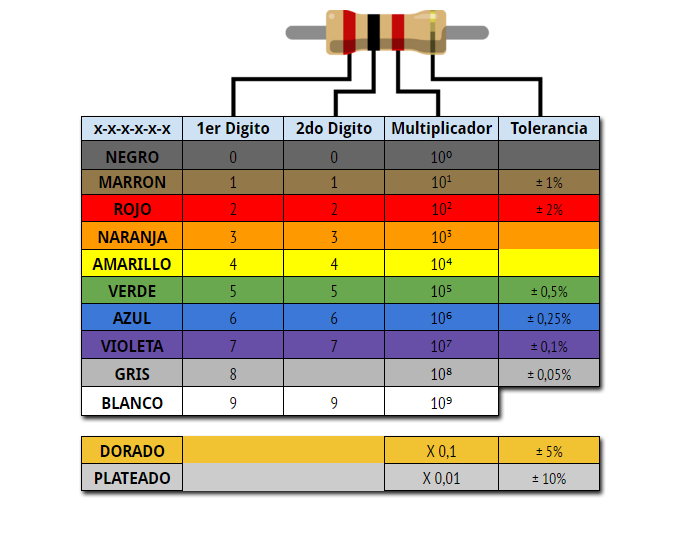 x-x-x-x-x-x 1er Digito 2do Digito Multiplicador Tolerancia
NEGRO 0 0 10⁰
MARRON 1 1 10¹ ± 1%
ROJO 2 2 10² ± 2%
NARANJA 3 3 10³
AMARILLO 4 4 10⁴
VERDE 5 5 10⁵ ± 0,5%
AZUL 6 6 10⁶ ± 0,25%
VIOLETA 7 7 10⁷ ± 0,1%
GRIS 8 10⁸ ± 0,05%
BLANCO 9 9 10⁹
DORADO X 0,1 ± 5%
PLATEADO X 0,01 ± 10%